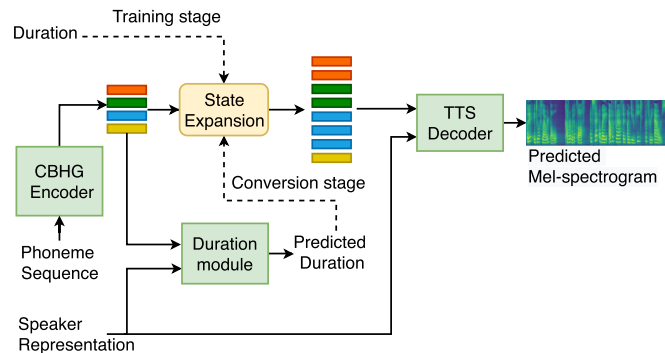 Training stage
Duration
State
Expansion
TTS
Decoder
CBHG
Encoder
Predicted
Mel-spectrogram
Conversion stage
Phoneme
Sequence
Duration
module
Predicted
Duration
Speaker
Representation